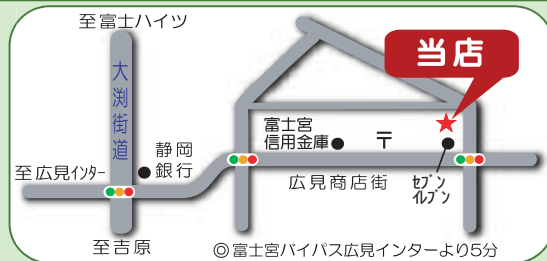 至富士ハイツ
当店
大渕街道
富士宮
信用金庫
〒
静岡
銀行
至広見インター
広見商店街
セブン
イレブン
至吉原
◎富士宮バイパス広見インターより5分